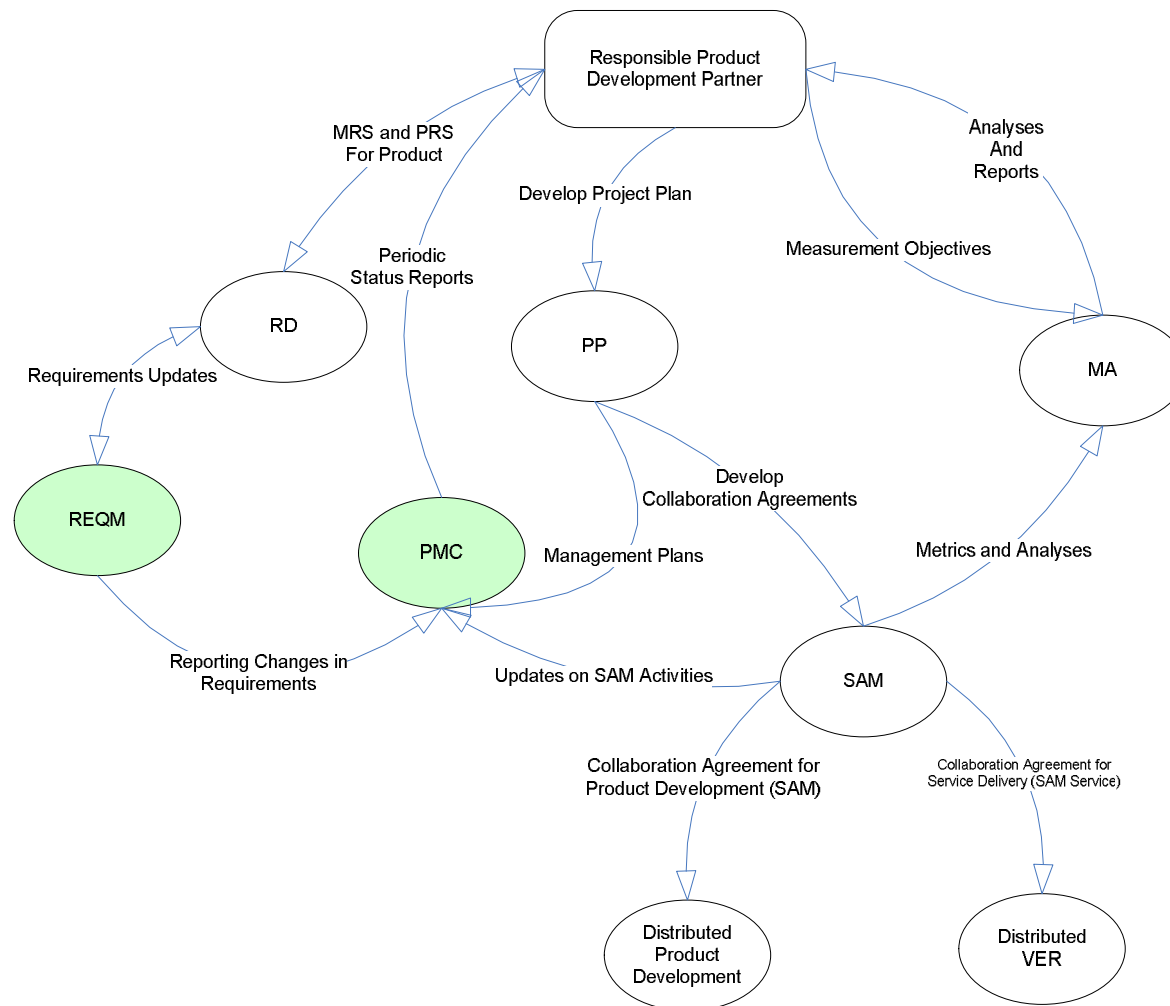 Responsible Product
Development Partner
MRS and PRS
For Product
Analyses
And
Reports
Develop Project Plan
Periodic
Status Reports
Measurement Objectives
RD
PP
MA
Requirements Updates
Develop
Collaboration Agreements
REQM
PMC
Management Plans
Metrics and Analyses
Reporting Changes in
Requirements
Updates on SAM Activities
SAM
Collaboration Agreement for
Product Development (SAM)
Collaboration Agreement for
Service Delivery (SAM Service)
Distributed
Product
Development
Distributed
VER